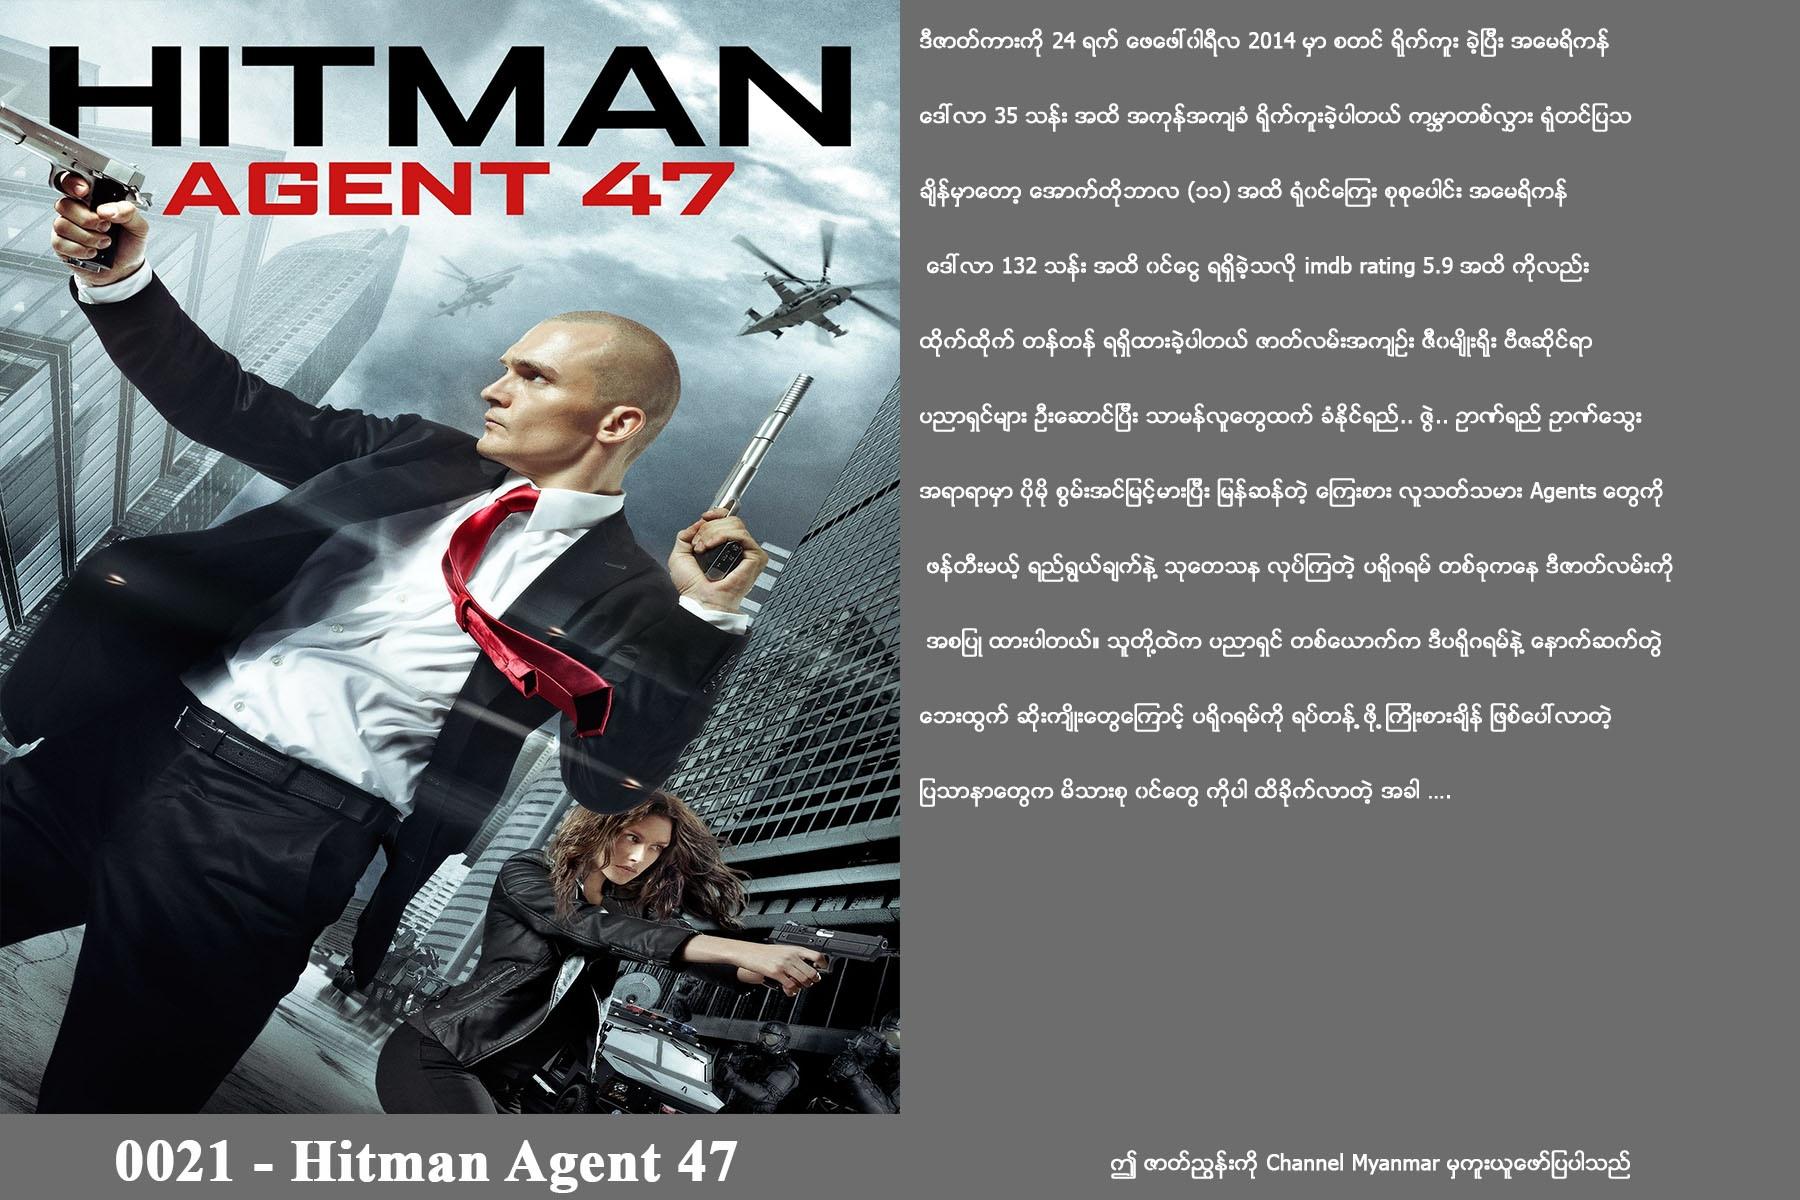 HITMAN
AGENT 47
ဒီဇာတ်ကားကို 24 ရက် ဖေဖေါ်ဝါရီလ 2014 မှာ စတင် ရိုက်ကူး ခဲ့ပြီး အမေရိကန်
ဒေါ်လာ 35 သန်း အထိ အကုန်အကျခံ ရိုက်ကူးခဲ့ပါတယ် ကမ္ဘာတစ်လွှား ရုံတင်ပြသ
ချိန်မှာတော့ အောက်တိုဘာလ (၁၁) အထိ ရုံဝင်ကြေး စုစုပေါင်း အမေရိကန်
ဒေါ်လာ 132 သန်း အထိ ဝင်ငွေ ရရှိခဲ့သလို imdb rating 5.9 အထိ ကိုလည်း
ထိုက်ထိုက် တန်တန် ရရှိထားခဲ့ပါတယ် ဇာတ်လမ်းအကျဉ်း ဇီဝမျိုးရိုး ဗီဇဆိုင်ရာ
ပညာရှင်များ ဦးဆောင်ပြီး သာမန်လူတွေထက် ခံနိုင်ရည်.. ဇွဲ.. ဉာဏ်ရည် ဉာဏ်သွေး
အရာရာမှာ ပိုမို စွမ်းအင်မြင့်မားပြီး မြန်ဆန်တဲ့ ကြေးစား လူသတ်သမား Agents တွေကို
ဖန်တီးမယ့် ရည်ရွယ်ချက်နဲ့ သုတေသန လုပ်ကြတဲ့ ပရိုဂရမ် တစ်ခုကနေ ဒီဇာတ်လမ်းကို
အစပြု ထားပါတယ်။ သူတို့ထဲက ပညာရှင် တစ်ယောက်က ဒီပရိုဂရမ်နဲ့ နောက်ဆက်တွဲ
ဘေးထွက် ဆိုးကျိုးတွေကြောင့် ပရိုဂရမ်ကို ရပ်တန့် ဖို့ ကြိုးစားချိန် ဖြစ်ပေါ်လာတဲ့
ပြသာနာတွေက မိသားစု ဝင်တွေ ကိုပါ ထိခိုက်လာတဲ့ အခါ ....
0021 - Hitman Agent 47
ဤ ဇာတ်ညွှန်းကို Channel Myanmar မှကူးယူဖော်ပြပါသည်